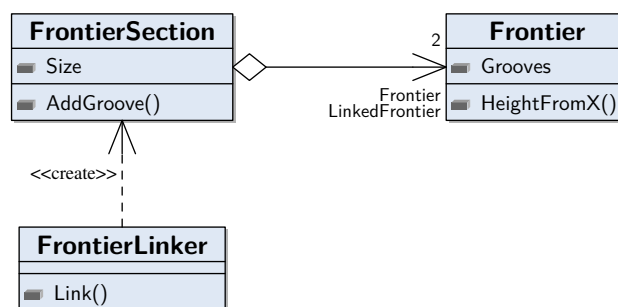 FrontierSection
Size
AddGroove()
2
Frontier
LinkedFrontier
Frontier
Grooves
HeightFromX()
<<create>>
FrontierLinker
Link()